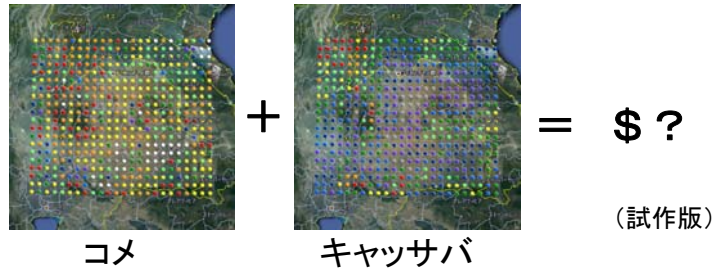 +
= $?
(試作版)
コメ
キャッサバ